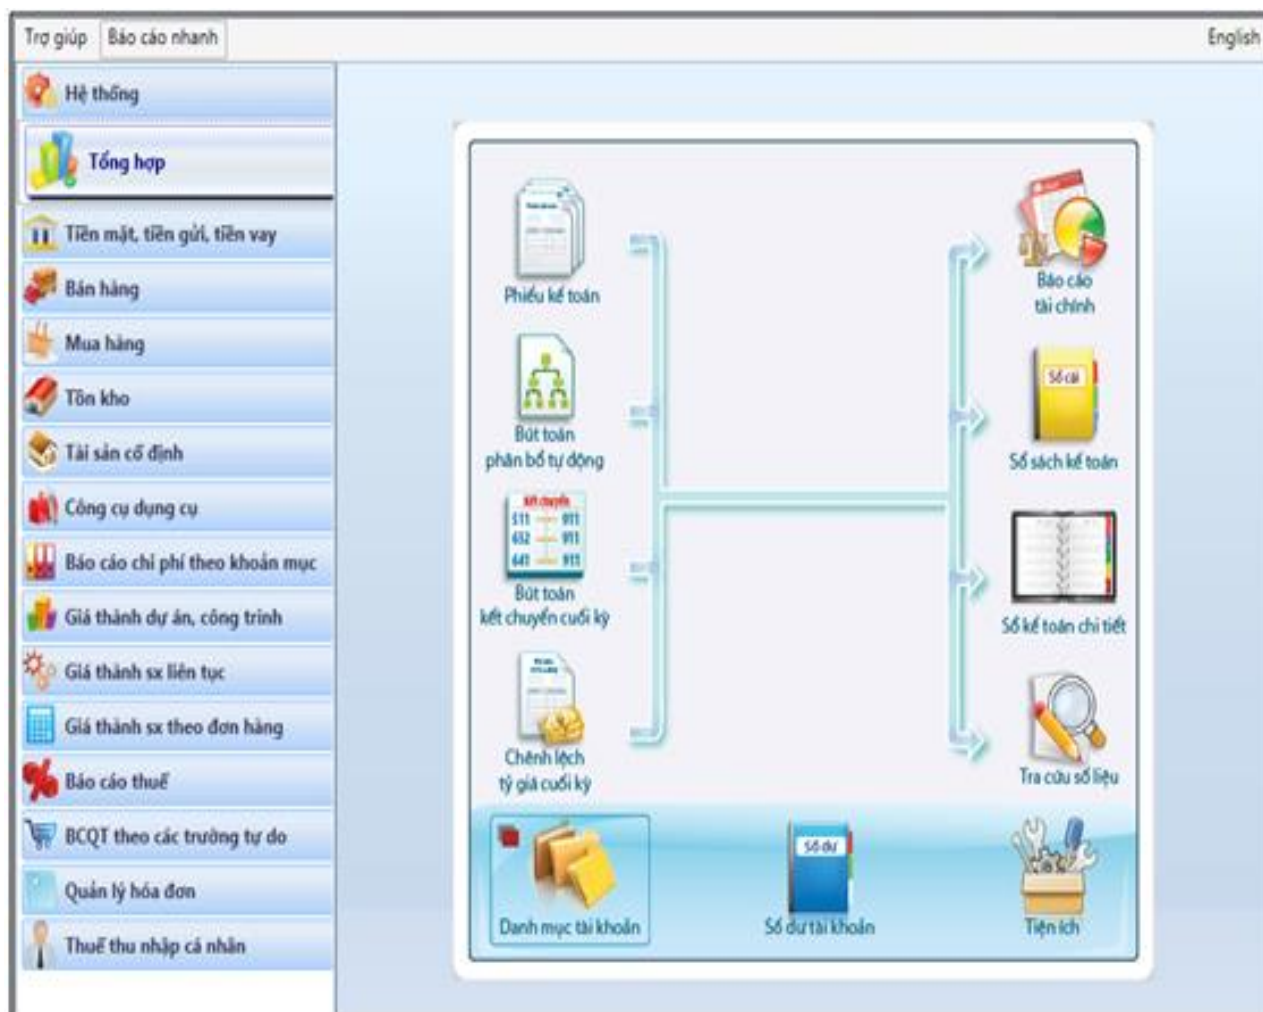 Trợ giúp
Báo cáo nhanh
English
Hệ thống
Tổng hợp
Tiền mặt, tiền gửi, tiền vay
Bán hàng
Mua hàng
Tồn kho
Tài sản cố định
Công cụ dụng cụ
Báo cáo chi phí theo khoản mục
Giá thành dự án, công trình
Giá thành sx liên tục
Giá thành sx theo đơn hàng
Báo cáo thuế
BCQT theo các trường tự do
Quản lý hóa đơn
Thuế thu nhập cá nhân
Phiếu kế toán
Bút toán
phân bổ tự động
Kết chuyển
511 911
632 911
641 911
Bút toán
kết chuyển cuối kỳ
Chênh lệch
tỷ giá cuối kỳ
Báo cáo
tài chính
Sổ cái
Sổ sách kế toán
Sổ kế toán chi tiết
Tra cứu số liệu
Danh mục tài khoản
Số dư
Số dư tài khoản
Tiện ích